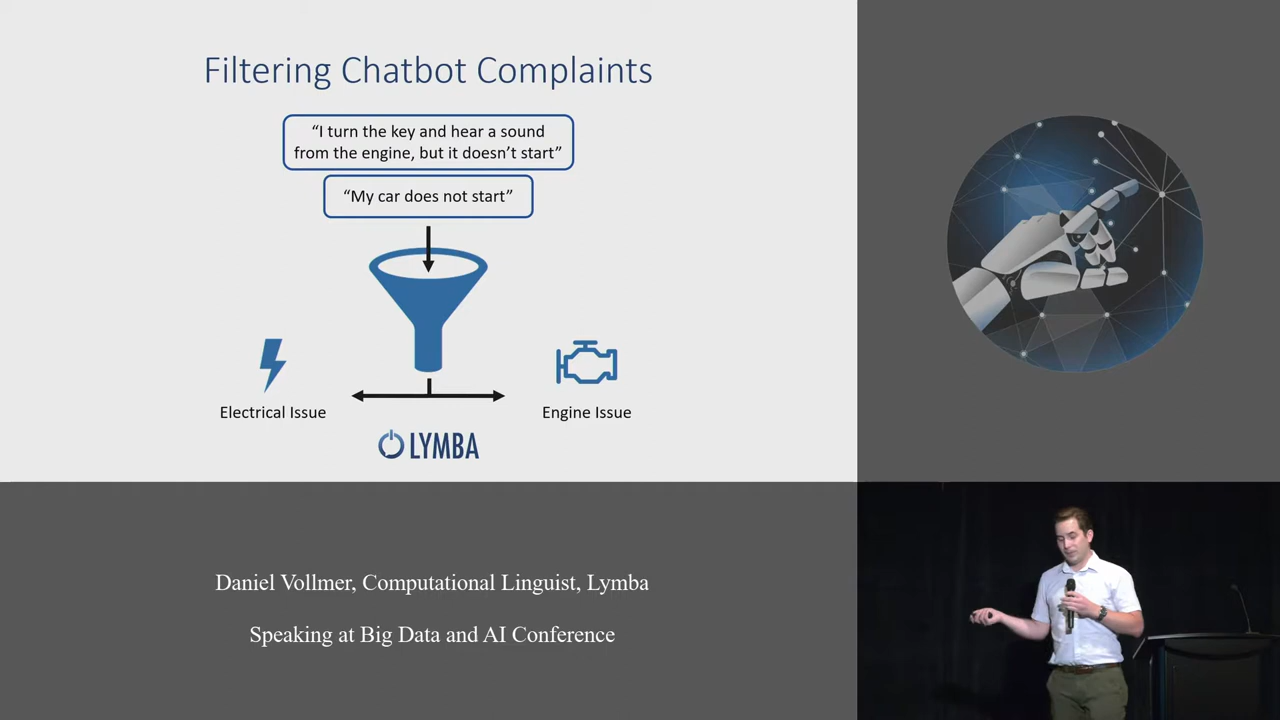 Filtering Chatbot Complaints
“I turn the key and hear a sound
from the engine, but it doesn’t start”
“My car does not start”
Electrical Issue
Engine Issue
LYMBA
Daniel Vollmer, Computational Linguist, Lymba
Speaking at Big Data and AI Conference